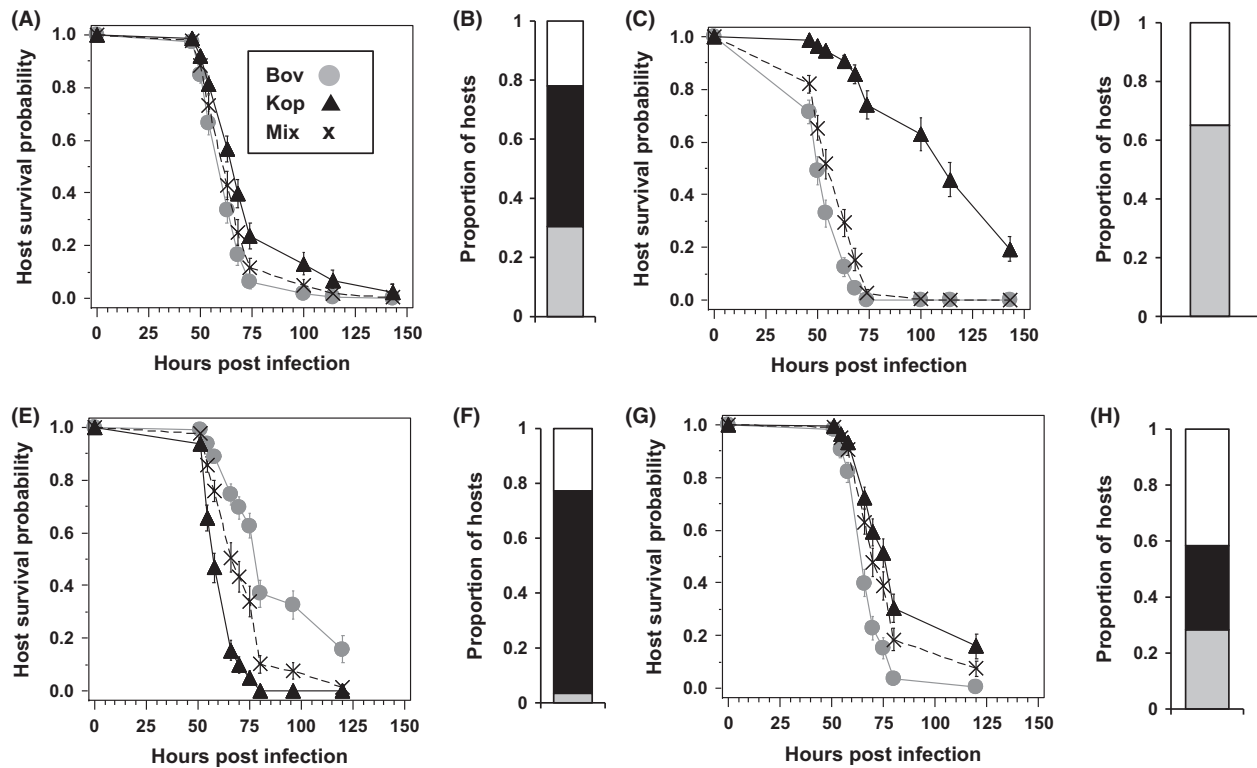 (A)
Host survival probability
1.0
0.8
0.6
0.4
0.2
0.0
Bov
Kop
Mix x
0 25 50 75 100 125 150
Hours post infection
(B)
Proportion of hosts
1
0.8
0.6
0.4
0.2
0
(C)
Host survival probability
1.0
0.8
0.6
0.4
0.2
0.0
0 25 50 75 100 125 150
Hours post infection
(D)
Proportion of hosts
1
0.8
0.6
0.4
0.2
0
(E)
Host survival probability
1.0
0.8
0.6
0.4
0.2
0.0
0 25 50 75 100 125 150
Hours post infection
(F)
Proportion of hosts
1
0.8
0.6
0.4
0.2
0
(G)
Host survival probability
1.0
0.8
0.6
0.4
0.2
0.0
0 25 50 75 100 125 150
Hours post infection
(H)
Proportion of hosts
1
0.8
0.6
0.4
0.2
0